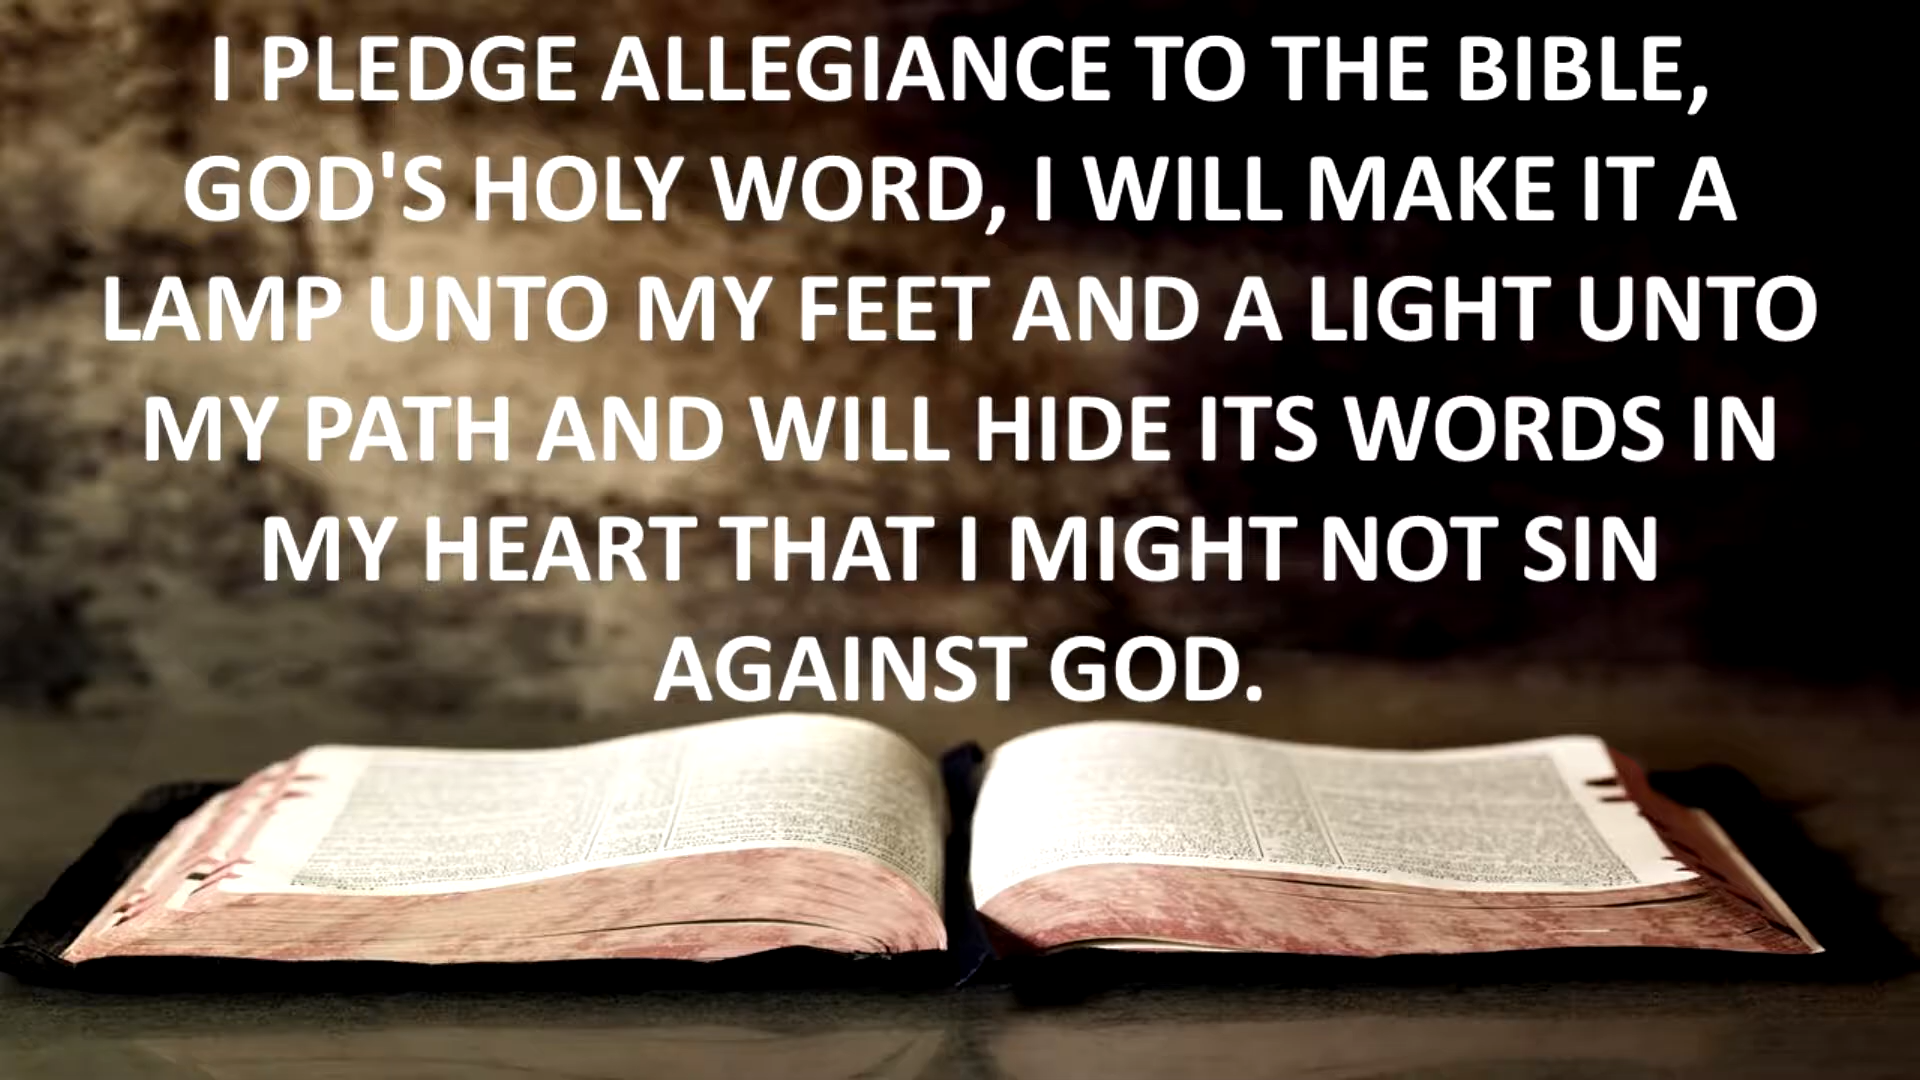 I PLEDGE ALLEGIANCE TO THE BIBLE,
GOD'S HOLY WORD, I WILL MAKE IT A
LAMP UNTO MY FEET AND A LIGHT UNTO
MY PATH AND WILL HIDE ITS WORDS IN
MY HEART THAT I MIGHT NOT SIN
AGAINST GOD.